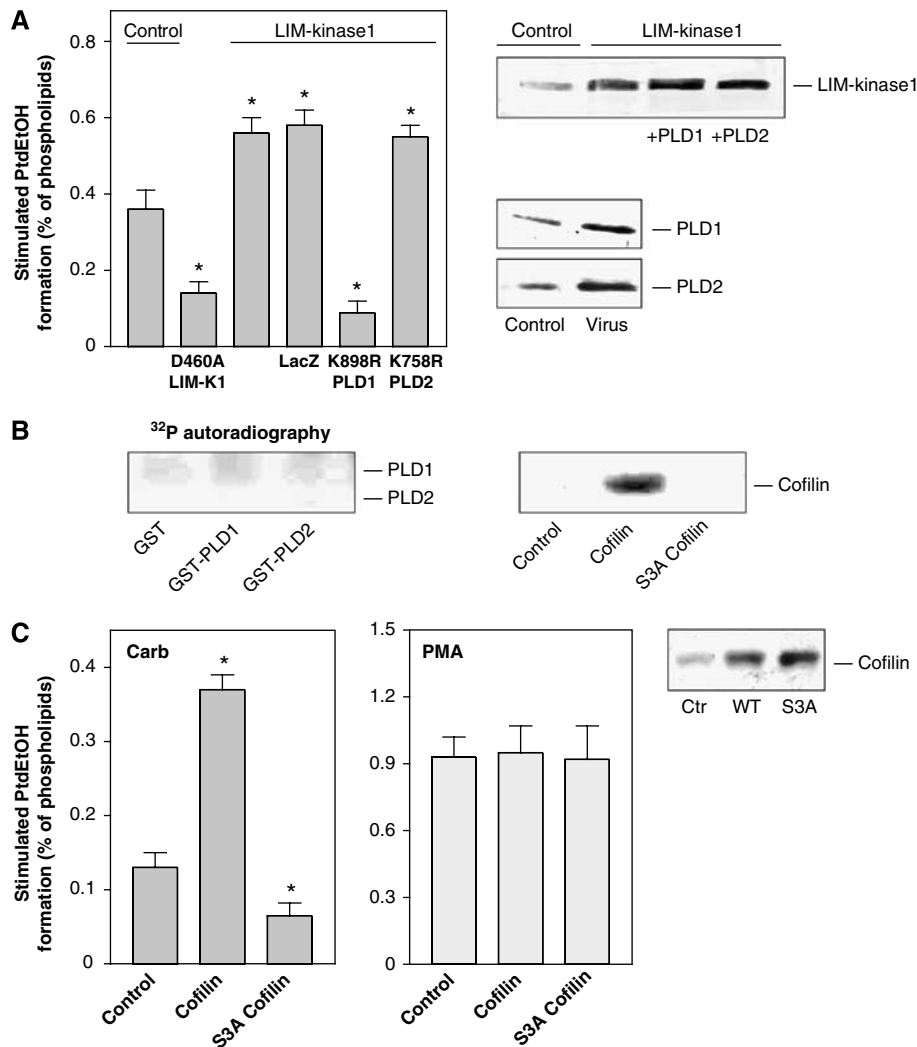 A
Control
LIM-kinase1
Stimulated PtdEtOH
formation (% of phospholipids)
0.8
0.6
0.4
0.2
0
*
*
*
*
*
D460A
LIM-K1
LacZ
K898R
PLD1
K758R
PLD2
Control
LIM-kinase1
— LIM-kinase1
+PLD1 +PLD2
— PLD1
— PLD2
Control Virus
B
32P autoradiography
— PLD1
— PLD2
GST
GST-PLD1
GST-PLD2
— Cofilin
Control
Cofilin
S3A Cofilin
C
Stimulated PtdEtOH
formation (% of phospholipids)
Carb
0.4
0.3
0.2
0.1
0
*
*
Control
Cofilin
S3A Cofilin
PMA
1.5
1.2
0.9
0.6
0.3
0
Control
Cofilin
S3A Cofilin
— Cofilin
Ctr WT S3A